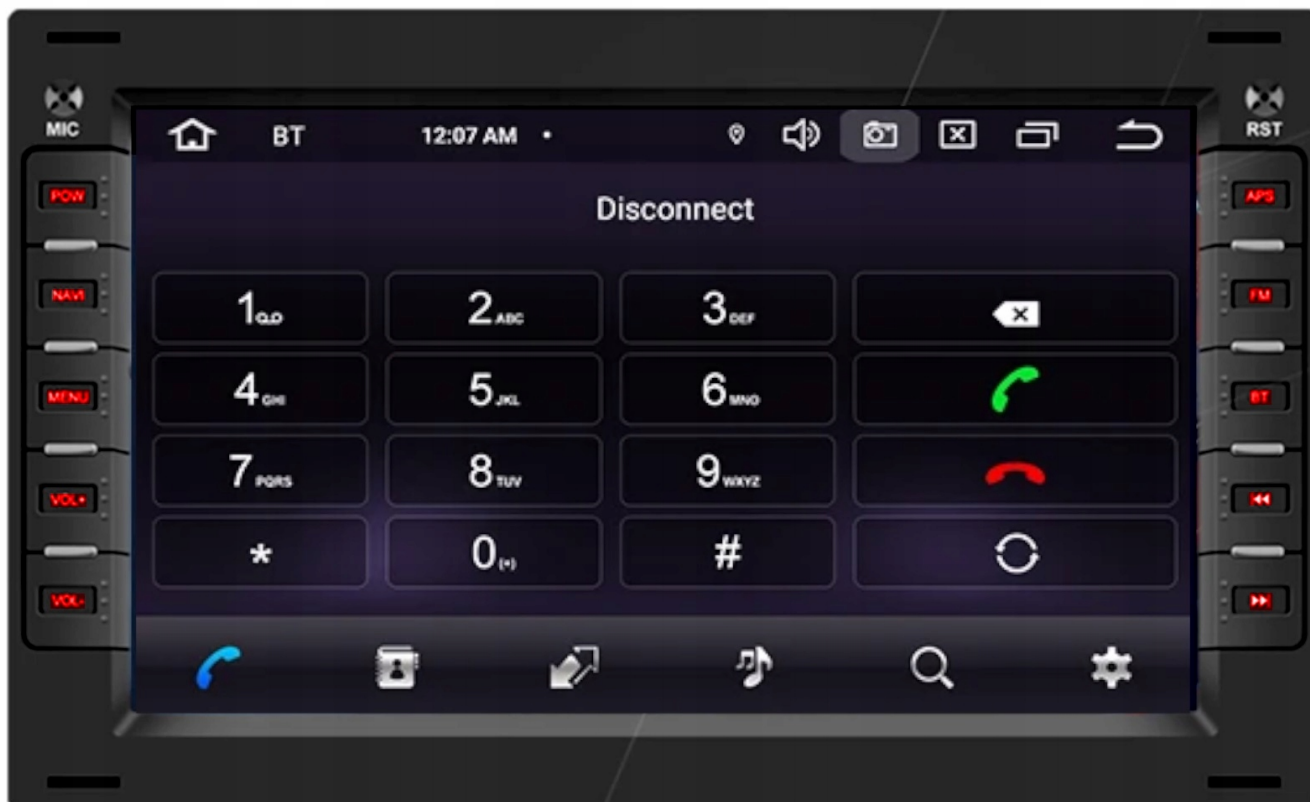 MIC
RST
BT 12:07 AM
POW
APS
Disconnect
NAVI
FM
1 2 ABC 3 DEF
MENU
BT
4 GHI 5 JKL 6 MNO
7 PQRS 8 TUV 9 WXYZ
VOL+
* 0 (+) #
VOL-